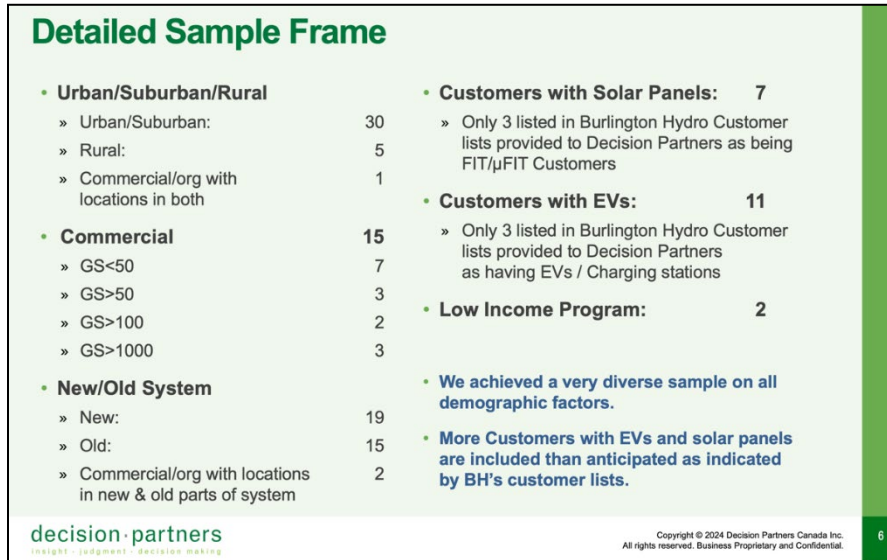 Detailed Sample Frame
• Urban/Suburban/Rural
» Urban/Suburban: 30
» Rural: 5
» Commercial/org with 1
locations in both
• Commercial 15
» GS<50 7
» GS>50 3
» GS>100 2
» GS>1000 3
• New/Old System
» New: 19
» Old: 15
» Commercial/org with locations 2
in new & old parts of system
• Customers with Solar Panels: 7
» Only 3 listed in Burlington Hydro Customer
lists provided to Decision Partners as being
FIT/µFIT Customers
• Customers with EVs: 11
» Only 3 listed in Burlington Hydro Customer
lists provided to Decision Partners
as having EVs / Charging stations
• Low Income Program: 2
• We achieved a very diverse sample on all
demographic factors.
• More Customers with EVs and solar panels
are included than anticipated as indicated
by BH's customer lists.
decision·partners
insight · judgment · decision making
Copyright © 2024 Decision Partners Canada Inc.
All rights reserved. Business Proprietary and Confidential.
6